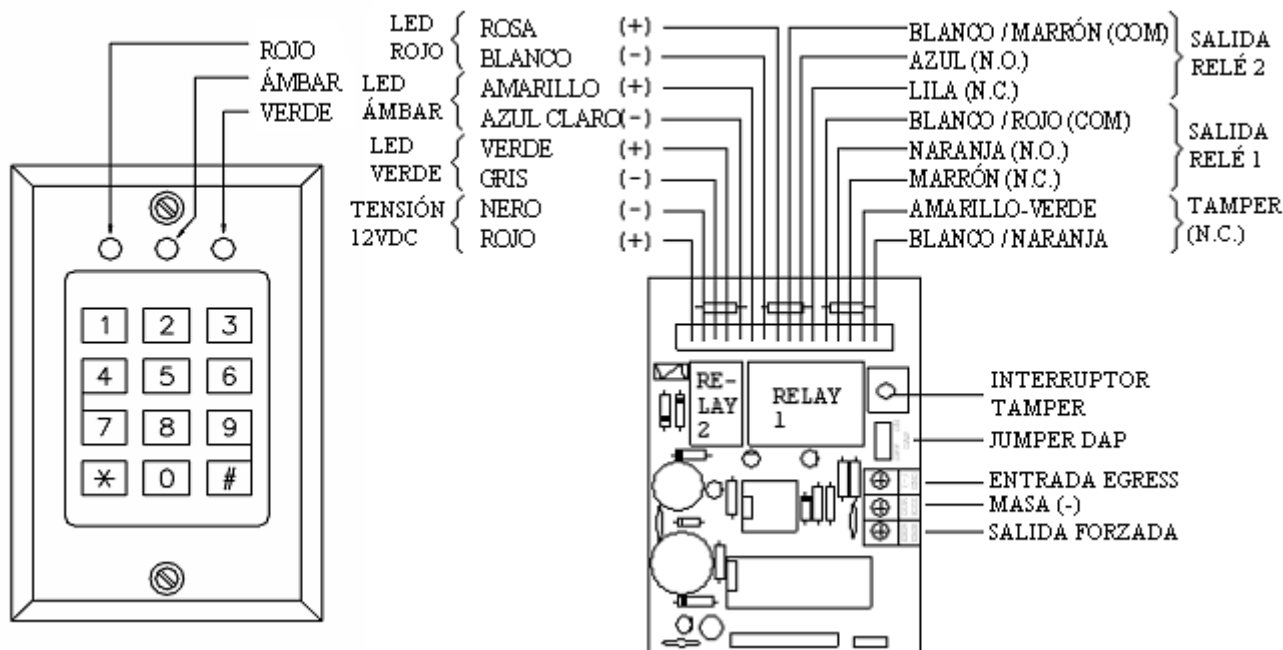 ROJO
ÁMBAR
VERDE
1 2 3
4 5 6
7 8 9
* 0 #
LED ROJO
ROSA (+)
BLANCO (-)
LED ÁMBAR
AMARILLO (+)
AZUL CLARO (-)
LED VERDE
VERDE (+)
GRIS (-)
TENSIÓN 12VDC
NERO (-)
ROJO (+)
BLANCO / MARRÓN (COM)
AZUL (N.O.)
LILA (N.C.)
SALIDA RELÉ 2
BLANCO / ROJO (COM)
NARANJA (N.O.)
MARRÓN (N.C.)
SALIDA RELÉ 1
AMARILLO-VERDE
BLANCO / NARANJA
TAMPER (N.C.)
RE-
LAY
2
RELAY
1
INTERRUPTOR
TAMPER
JUMPER DAP
ENTRADA EGRESS
MASA (-)
SALIDA FORZADA